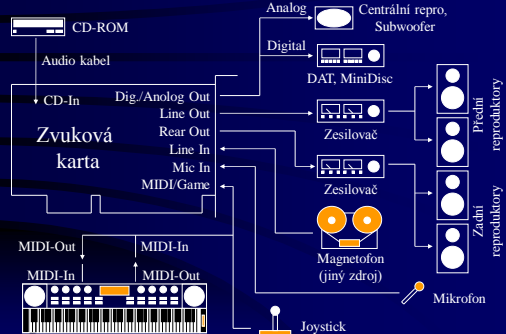 CD-ROM
Audio kabel
CD-In
Zvuková
karta
Dig./Anolog Out
Line Out
Rear Out
Line In
Mic In
MIDI/Game
Analog
Digital
Centrální repro,
Subwoofer
DAT, MiniDisc
Zesilovač
Zesilovač
Přední
reproduktory
Zadní
reproduktory
Magnetofon
(jiný zdroj)
Mikrofon
MIDI-Out
MIDI-In
MIDI-In
MIDI-Out
Joystick